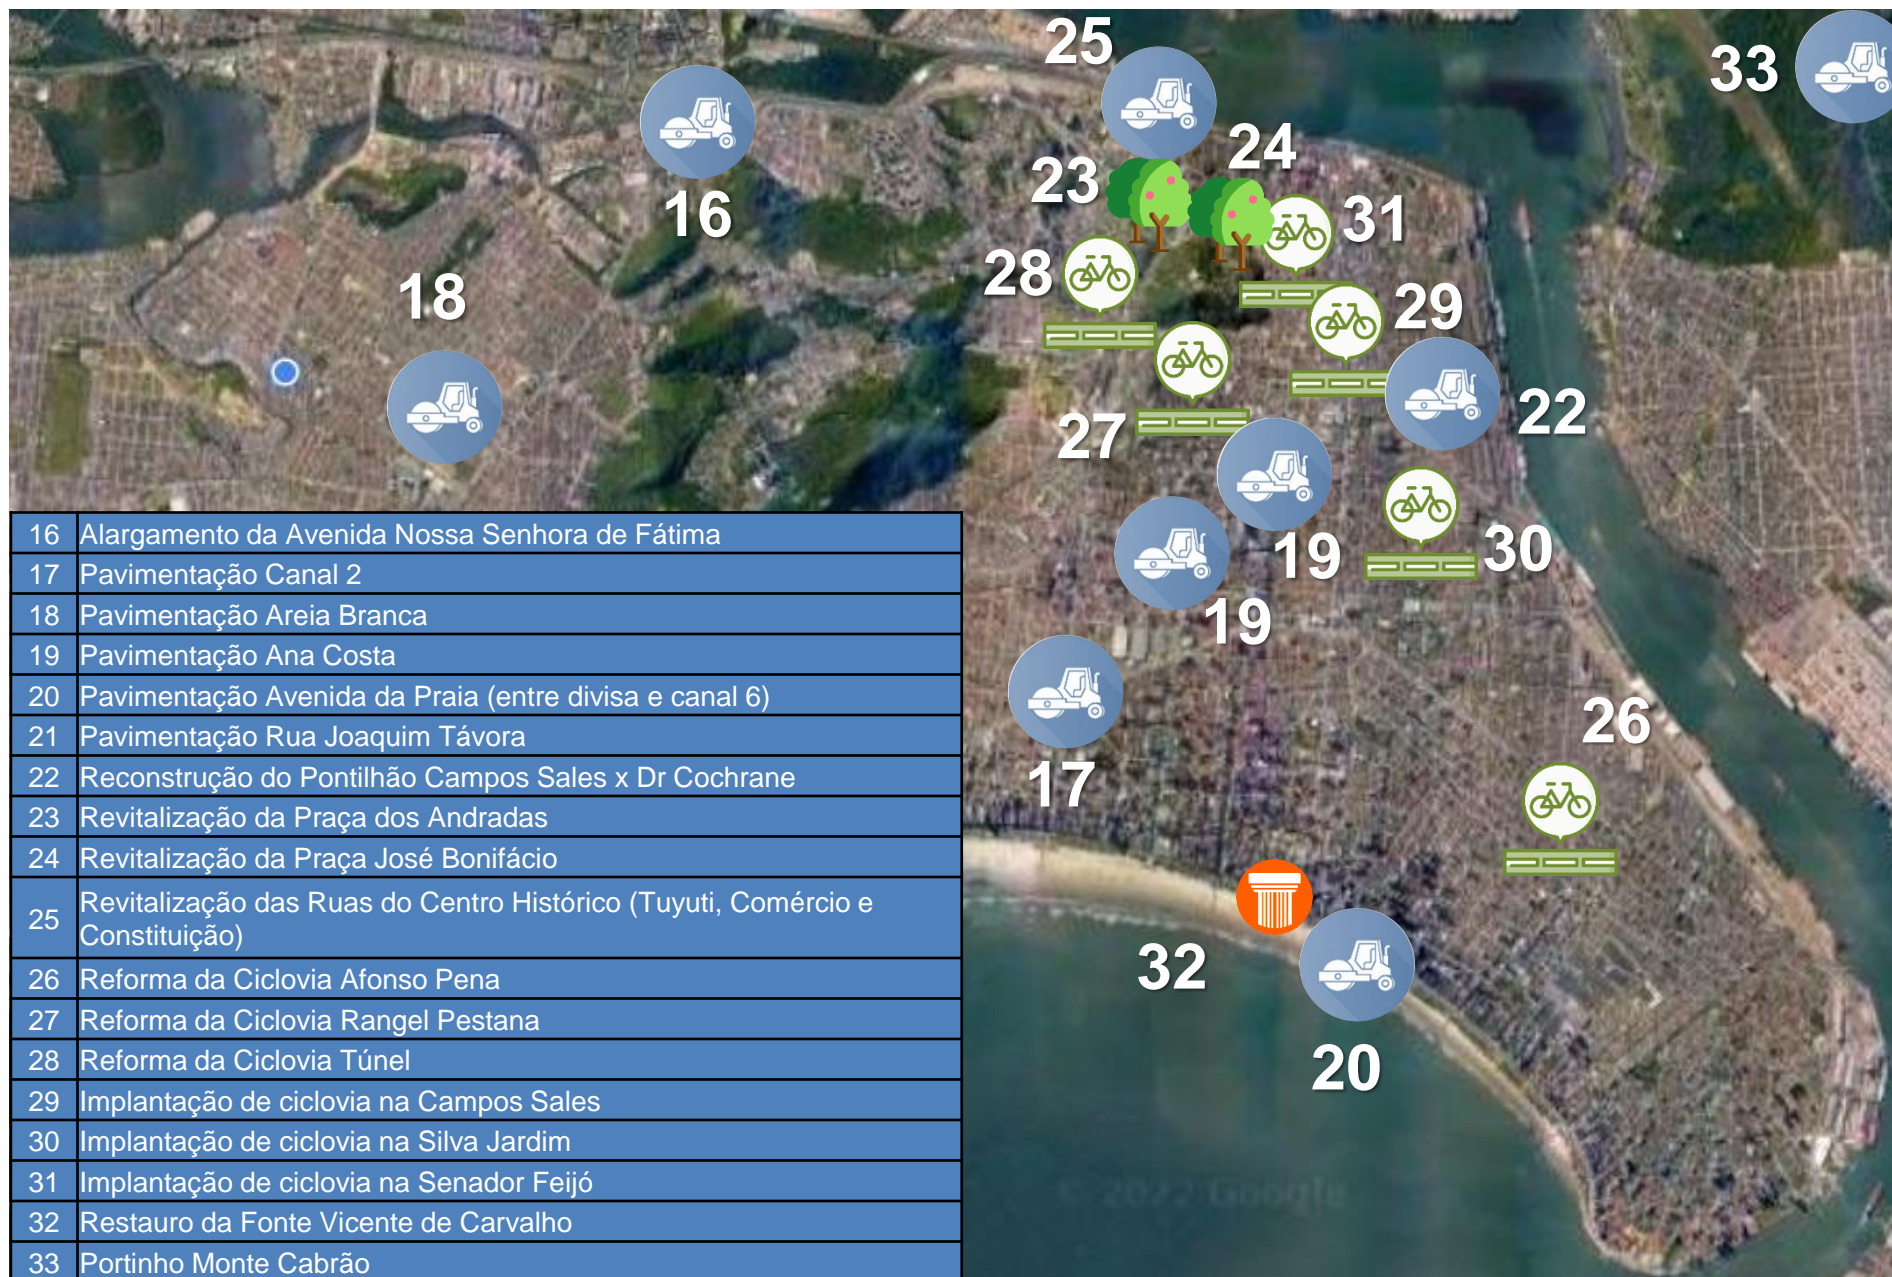 25
33
24
23
16
31
28
18
29
22
27
19
30
19
26
17
32
20
16 Alargamento da Avenida Nossa Senhora de Fátima
17 Pavimentação Canal 2
18 Pavimentação Areia Branca
19 Pavimentação Ana Costa
20 Pavimentação Avenida da Praia (entre divisa e canal 6)
21 Pavimentação Rua Joaquim Távora
22 Reconstrução do Pontilhão Campos Sales x Dr Cochrane
23 Revitalização da Praça dos Andradas
24 Revitalização da Praça José Bonifácio
25 Revitalização das Ruas do Centro Histórico (Tuyuti, Comércio e
Constituição)
26 Reforma da Ciclovia Afonso Pena
27 Reforma da Ciclovia Rangel Pestana
28 Reforma da Ciclovia Túnel
29 Implantação de ciclovia na Campos Sales
30 Implantação de ciclovia na Silva Jardim
31 Implantação de ciclovia na Senador Feijó
32 Restauro da Fonte Vicente de Carvalho
33 Portinho Monte Cabrão
© 2022 Google